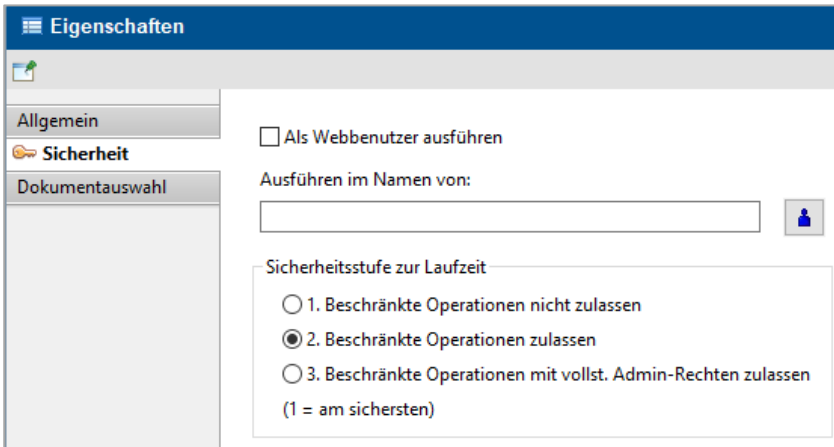 Eigenschaften
Allgemein
Sicherheit
Dokumentauswahl
Als Webbenutzer ausführen
Ausführen im Namen von:
Sicherheitsstufe zur Laufzeit
1. Beschränkte Operationen nicht zulassen
2. Beschränkte Operationen zulassen
3. Beschränkte Operationen mit vollst. Admin-Rechten zulassen
(1 = am sichersten)